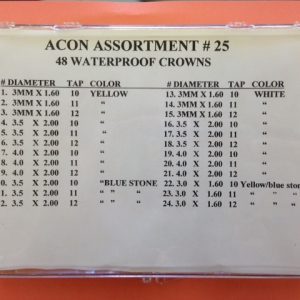 ACON ASSORTMENT # 25
48 WATERPROOF CROWNS
# DIAMETER TAP COLOR
1. 3MM X 1.60 10 YELLOW
2. 3MM X 1.60 11 "
3. 3MM X 1.60 12 "
4. 3.5 X 2.00 10 "
5. 3.5 X 2.00 11 "
6. 3.5 X 2.00 12 "
7. 4.0 X 2.00 10 "
8. 4.0 X 2.00 11 "
9. 4.0 X 2.00 12 "
0. 3.5 X 2.00 10 "BLUE STONE
1. 3.5 X 2.00 11 " " "
2. 3.5 X 2.00 12 " " "
# DIAMETER TAP COLOR
13. 3MM X 1.60 10 WHITE
14. 3MM X 1.60 11 "
15. 3MM X 1.60 12 "
16. 3.5 X 2.00 10 "
17. 3.5 X 2.00 11 "
18. 3.5 X 2.00 12 "
19. 4.0 X 2.00 10 "
20. 4.0 X 2.00 11 "
21. 4.0 X 2.00 12 "
22. 3.0 X 1.60 10 Yellow/blue stone
23. 3.0 X 1.60 11 " " "
24. 3.0 X 1.60 12 " " "